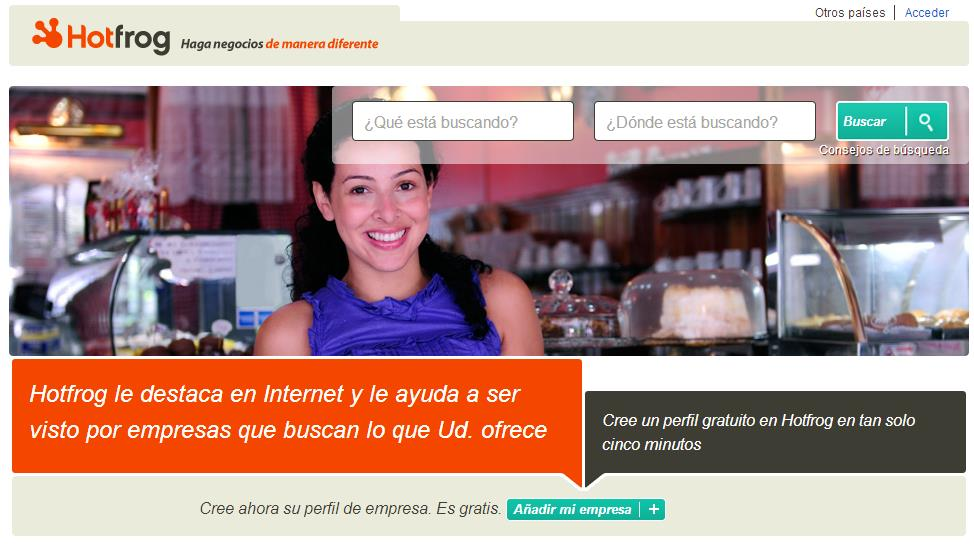 Otros países | Acceder
Hotfrog Haga negocios de manera diferente
¿Qué está buscando? ¿Dónde está buscando? Buscar
Consejos de búsqueda
Hotfrog le destaca en Internet y le ayuda a ser
visto por empresas que buscan lo que Ud. ofrece
Cree un perfil gratuito en Hotfrog en tan solo
cinco minutos
Cree ahora su perfil de empresa. Es gratis. Añadir mi empresa | +